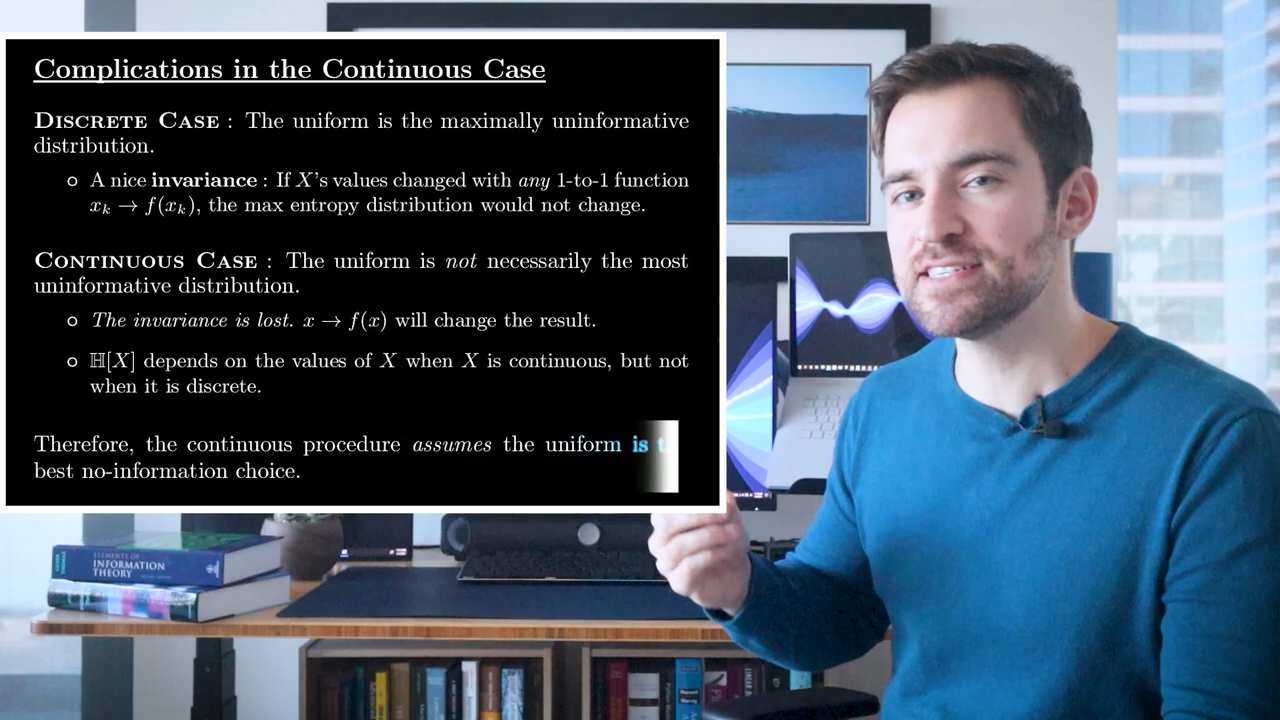 Complications in the Continuous Case
DISCRETE CASE : The uniform is the maximally uninformative
distribution.
A nice invariance : If X's values changed with any 1-to-1 function
xₖ → f(xₖ), the max entropy distribution would not change.
CONTINUOUS CASE : The uniform is not necessarily the most
uninformative distribution.
The invariance is lost. x → f(x) will change the result.
ℍ[X] depends on the values of X when X is continuous, but not
when it is discrete.
Therefore, the continuous procedure assumes the uniform is
best no-information choice.
ELEMENTS OF
INFORMATION
THEORY